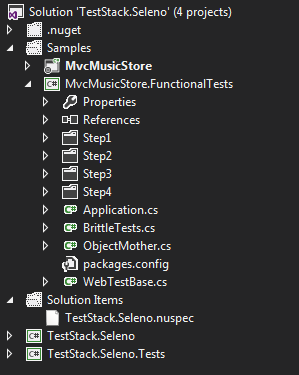 Solution 'TestStack.Seleno' (4 projects)
.nuget
Samples
MvcMusicStore
MvcMusicStore.FunctionalTests
Properties
References
Step1
Step2
Step3
Step4
Application.cs
BrittleTests.cs
ObjectMother.cs
packages.config
WebTestBase.cs
Solution Items
TestStack.Seleno.nuspec
TestStack.Seleno
TestStack.Seleno.Tests